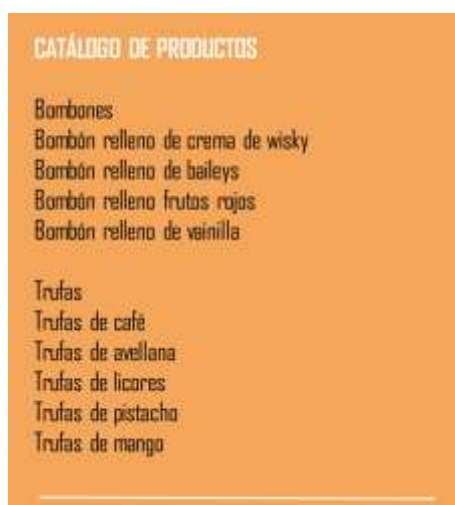 CATÁLOGO DE PRODUCTOS
Bombones
Bombón relleno de crema de wisky
Bombón relleno de baileys
Bombón relleno frutos rojos
Bombón relleno de vainilla
Trufas
Trufas de café
Trufas de avellana
Trufas de licores
Trufas de pistacho
Trufas de mango